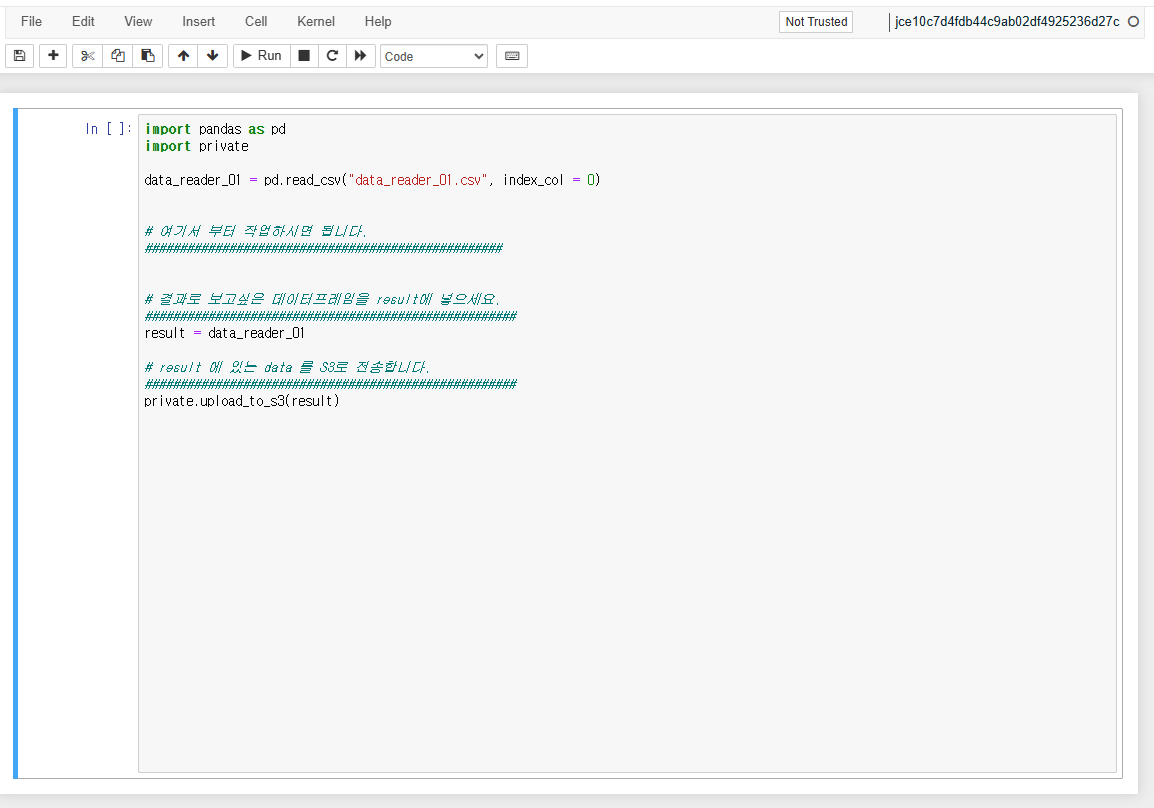 File Edit View Insert Cell Kernel Help Not Trusted jce10c7d4fdb44c9ab02df4925236d27c
Run Code
In [ ]:
import pandas as pd
import private
data_reader_01 = pd.read_csv("data_reader_01.csv", index_col = 0)
# 여기서 부터 작업하시면 됩니다.
###################################################
# 결과로 보고싶은 데이터프레임을 result에 넣으세요.
#####################################################
result = data_reader_01
# result 에 있는 data 를 S3로 전송합니다.
#####################################################
private.upload_to_s3(result)